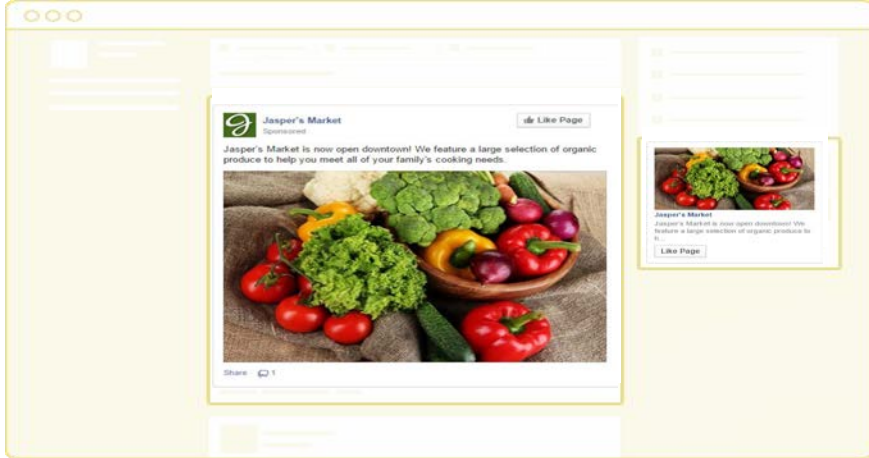 Jasper's Market
Like Page
Sponsored
Jasper's Market is now open downtown! We feature a large selection of organic
produce to help you meet all of your family's cooking needs.
Share 1
Jasper's Market
Jasper's Market is now open downtown! We
feature a large selection of organic produce to
h...
Like Page